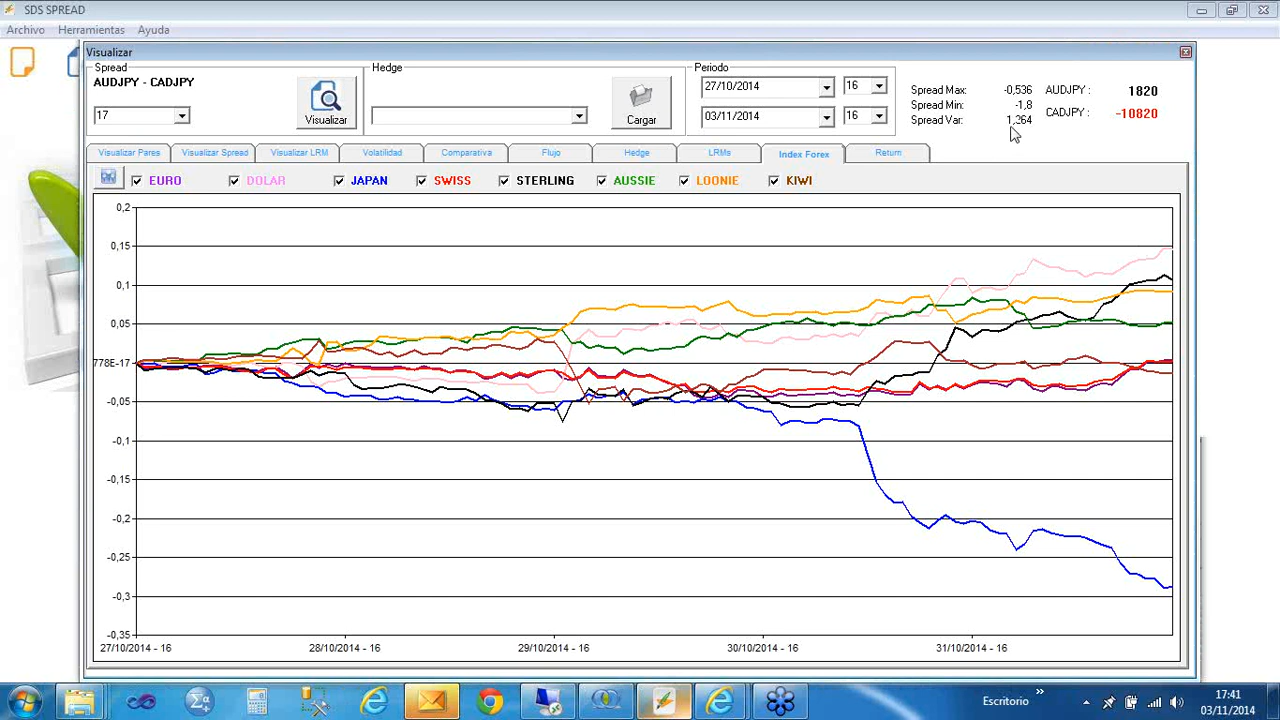 SDS SPREAD
Archivo Herramientas Ayuda
Visualizar
Spread
AUDJPY - CADJPY
17
Visualizar
Hedge
Cargar
Periodo
27/10/2014 16
03/11/2014 16
Spread Max: -0,536
Spread Min: -1,8
Spread Var: 1,264
AUDJPY : 1820
CADJPY : -10820
Visualizar Pares Visualizar Spread Visualizar LRM Volatilidad Comparativa Flujo Hedge LRMs Index Forex Return
EURO DOLAR JAPAN SWISS STERLING AUSSIE LOONIE KIWI
0,2
0,15
0,1
0,05
778E-17
-0,05
-0,1
-0,15
-0,2
-0,25
-0,3
-0,35
27/10/2014 - 16 28/10/2014 - 16 29/10/2014 - 16 30/10/2014 - 16 31/10/2014 - 16
Escritorio
17:41
03/11/2014